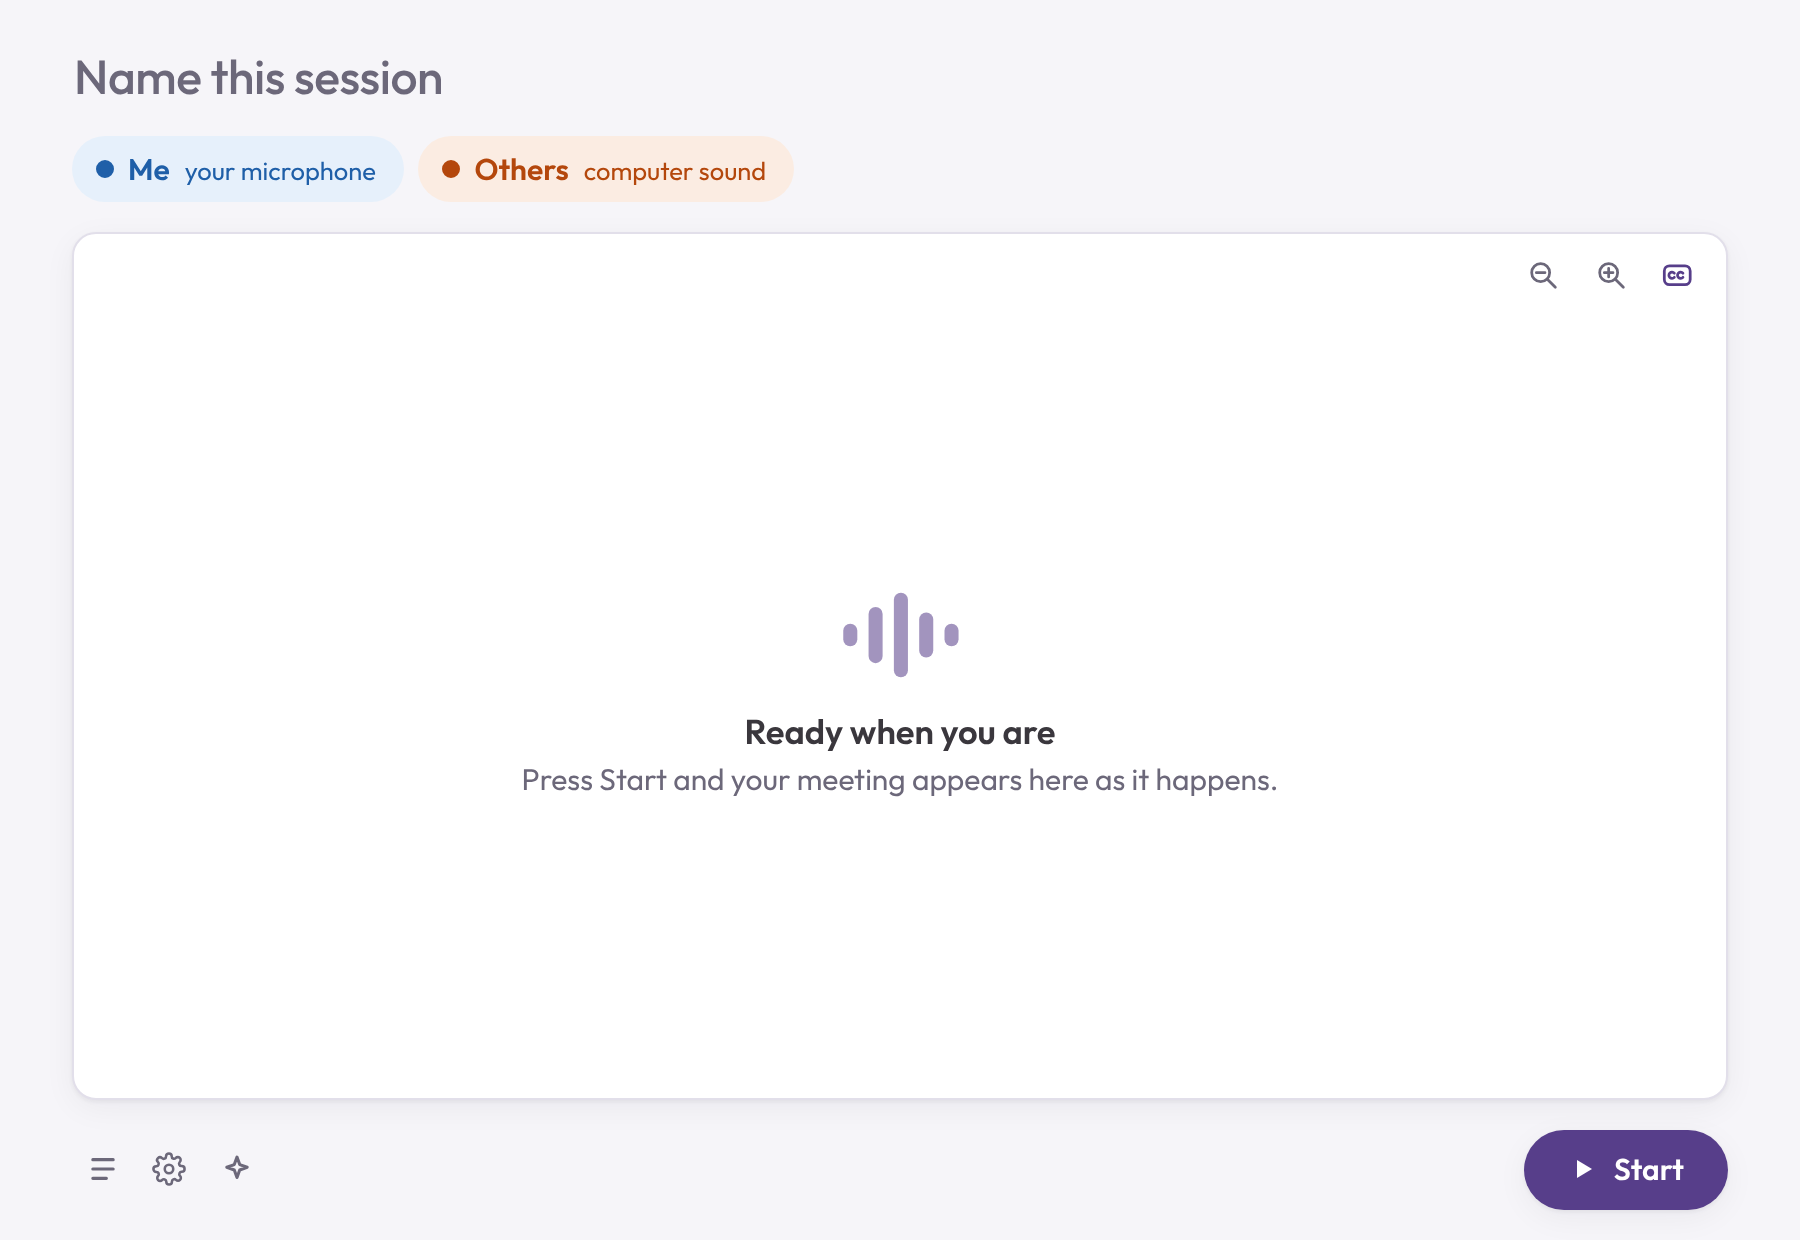 Name this session
Me your microphone
Others computer sound
CC
Ready when you are
Press Start and your meeting appears here as it happens.
Start